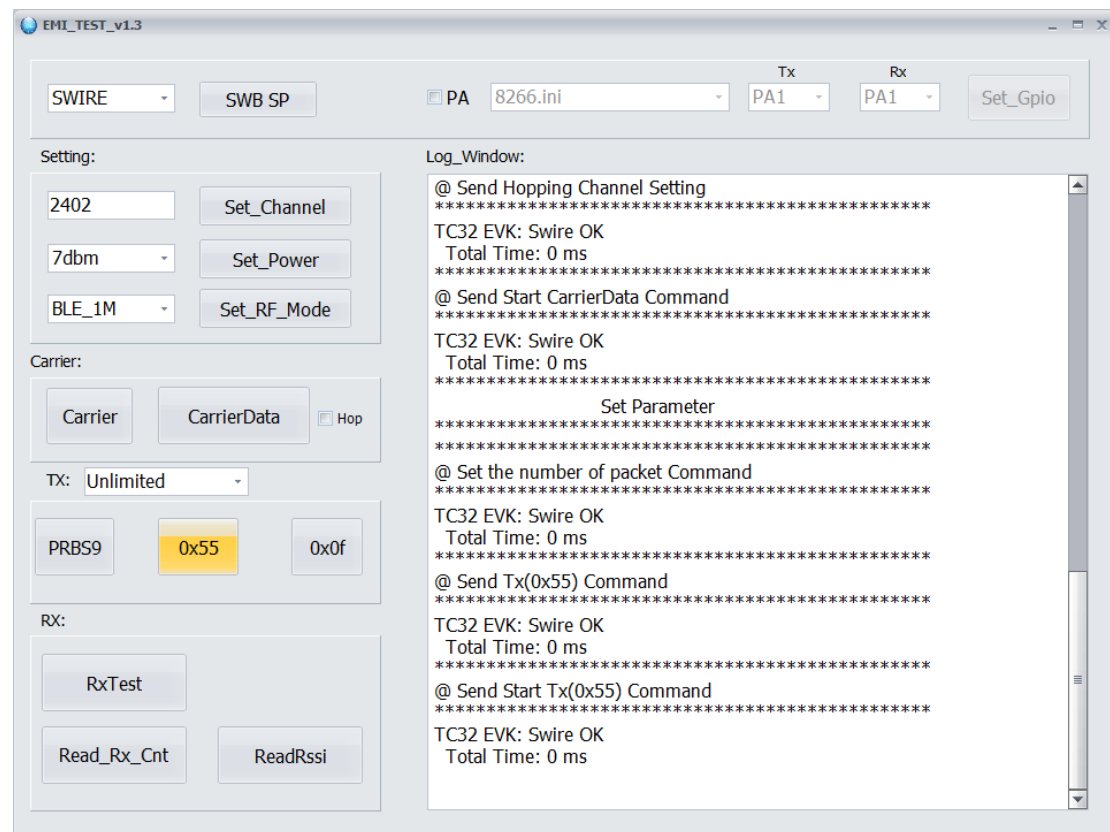 EMI_TEST_v1.3
SWIRE
SWB SP
PA
8266.ini
Tx
PA1
Rx
PA1
Set_Gpio
Setting:
2402
Set_Channel
7dbm
Set_Power
BLE_1M
Set_RF_Mode
Carrier:
Carrier
CarrierData
Hop
TX:
Unlimited
PRBS9
0x55
0x0f
RX:
RxTest
Read_Rx_Cnt
ReadRssi
Log_Window:
@ Send Hopping Channel Setting
**************************************************
TC32 EVK: Swire OK
Total Time: 0 ms
**************************************************
@ Send Start CarrierData Command
**************************************************
TC32 EVK: Swire OK
Total Time: 0 ms
**************************************************
Set Parameter
**************************************************
**************************************************
@ Set the number of packet Command
**************************************************
TC32 EVK: Swire OK
Total Time: 0 ms
**************************************************
@ Send Tx(0x55) Command
**************************************************
TC32 EVK: Swire OK
Total Time: 0 ms
**************************************************
@ Send Start Tx(0x55) Command
**************************************************
TC32 EVK: Swire OK
Total Time: 0 ms